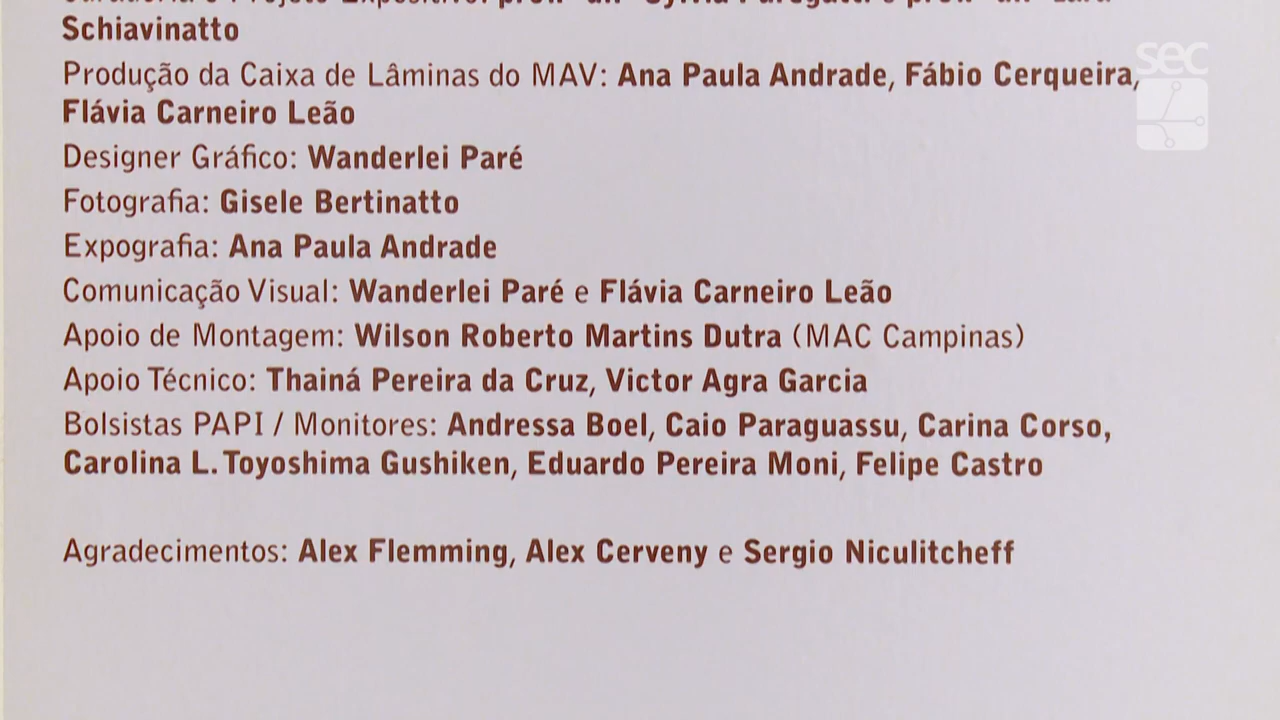 Schiavinatto
Produção da Caixa de Lâminas do MAV: Ana Paula Andrade, Fábio Cerqueira,
Flávia Carneiro Leão
Designer Gráfico: Wanderlei Paré
Fotografia: Gisele Bertinatto
Expografia: Ana Paula Andrade
Comunicação Visual: Wanderlei Paré e Flávia Carneiro Leão
Apoio de Montagem: Wilson Roberto Martins Dutra (MAC Campinas)
Apoio Técnico: Thainá Pereira da Cruz, Victor Agra Garcia
Bolsistas PAPI / Monitores: Andressa Boel, Caio Paraguassu, Carina Corso,
Carolina L. Toyoshima Gushiken, Eduardo Pereira Moni, Felipe Castro
Agradecimentos: Alex Flemming, Alex Cerveny e Sergio Niculitcheff
sec